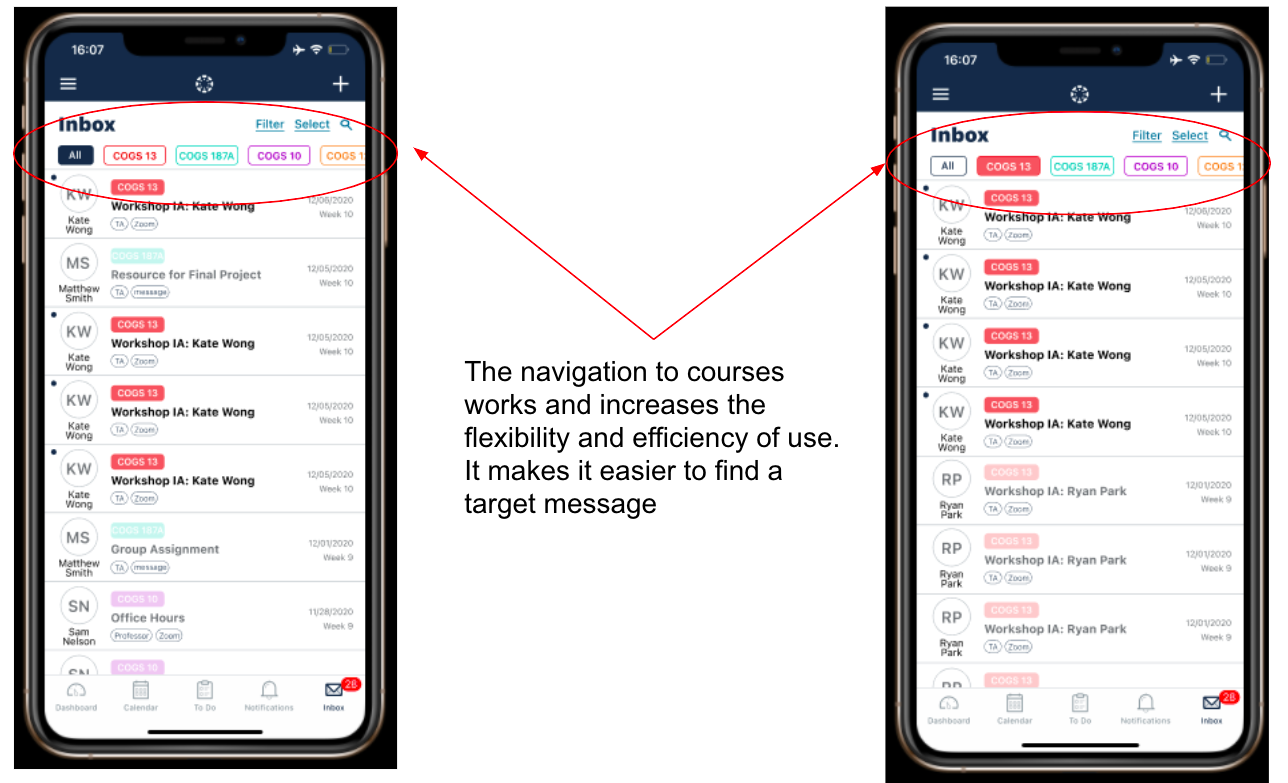 16:07
Inbox
Filter Select
All COGS 13 COGS 187A COGS 10 COGS 1
KW
Kate
Wong
COGS 13
Workshop IA: Kate Wong
TA Zoom
12/06/2020
Week 10
MS
Matthew
Smith
COGS 187A
Resource for Final Project
TA message
12/05/2020
Week 10
KW
Kate
Wong
COGS 13
Workshop IA: Kate Wong
TA Zoom
12/05/2020
Week 10
KW
Kate
Wong
COGS 13
Workshop IA: Kate Wong
TA Zoom
12/05/2020
Week 10
KW
Kate
Wong
COGS 13
Workshop IA: Kate Wong
TA Zoom
12/05/2020
Week 10
MS
Matthew
Smith
COGS 187A
Group Assignment
TA message
12/01/2020
Week 9
SN
Sam
Nelson
COGS 10
Office Hours
Professor Zoom
11/28/2020
Week 9
SN
COGS 10
Dashboard Calendar To Do Notifications Inbox
28
The navigation to courses
works and increases the
flexibility and efficiency of use.
It makes it easier to find a
target message
16:07
Inbox
Filter Select
All COGS 13 COGS 187A COGS 10 COGS 1
KW
Kate
Wong
COGS 13
Workshop IA: Kate Wong
TA Zoom
12/06/2020
Week 10
KW
Kate
Wong
COGS 13
Workshop IA: Kate Wong
TA Zoom
12/05/2020
Week 10
KW
Kate
Wong
COGS 13
Workshop IA: Kate Wong
TA Zoom
12/05/2020
Week 10
KW
Kate
Wong
COGS 13
Workshop IA: Kate Wong
TA Zoom
12/05/2020
Week 10
RP
Ryan
Park
COGS 13
Workshop IA: Ryan Park
TA Zoom
12/01/2020
Week 9
RP
Ryan
Park
COGS 13
Workshop IA: Ryan Park
TA Zoom
12/01/2020
Week 9
RP
Ryan
Park
COGS 13
Workshop IA: Ryan Park
TA Zoom
12/01/2020
Week 9
RP
COGS 13
Dashboard Calendar To Do Notifications Inbox
28